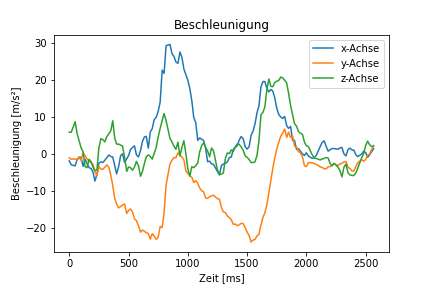 Beschleunigung
x-Achse
y-Achse
z-Achse
Beschleunigung [m/s²]
30
20
10
0
−10
−20
0
500
1000
1500
2000
2500
Zeit [ms]